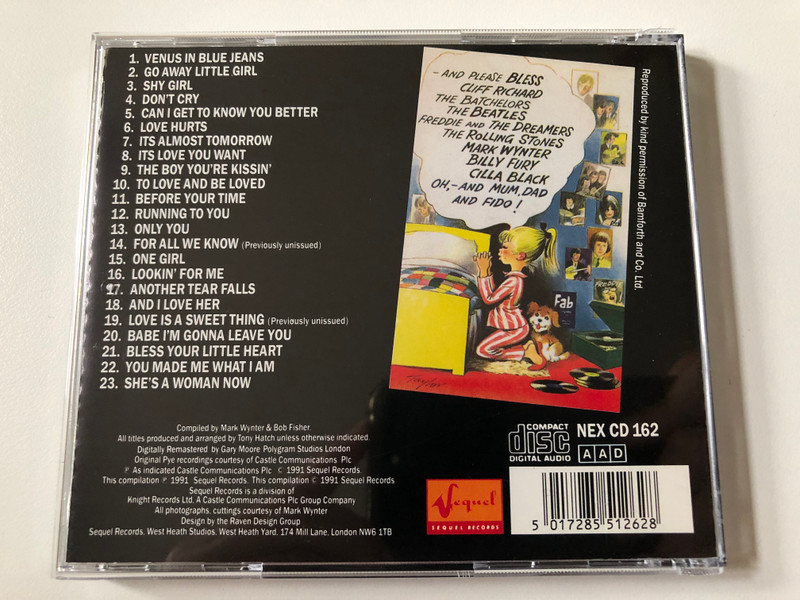 1. VENUS IN BLUE JEANS
2. GO AWAY LITTLE GIRL
3. SHY GIRL
4. DON'T CRY
5. CAN I GET TO KNOW YOU BETTER
6. LOVE HURTS
7. ITS ALMOST TOMORROW
8. ITS LOVE YOU WANT
9. THE BOY YOU'RE KISSIN'
10. TO LOVE AND BE LOVED
11. BEFORE YOUR TIME
12. RUNNING TO YOU
13. ONLY YOU
14. FOR ALL WE KNOW (Previously unissued)
15. ONE GIRL
16. LOOKIN' FOR ME
17. ANOTHER TEAR FALLS
18. AND I LOVE HER
19. LOVE IS A SWEET THING (Previously unissued)
20. BABE I'M GONNA LEAVE YOU
21. BLESS YOUR LITTLE HEART
22. YOU MADE ME WHAT I AM
23. SHE'S A WOMAN NOW
Compiled by Mark Wynter & Bob Fisher.
All titles produced and arranged by Tony Hatch unless otherwise indicated.
Digitally Remastered by Gary Moore Polygram Studios London
Orginal Pye recordings courtesy of Castle Communications Plc
℗ As indicated Castle Communications Plc © 1991 Sequel Records.
This compilation ℗ 1991 Sequel Records. This compilation © 1991 Sequel Records
Sequel Records is a division of
Knight Records Ltd. A Castle Communications Plc Group Company
All photographs, cuttings courtesy of Mark Wynter
Design by the Raven Design Group
Sequel Records, West Heath Studios, West Heath Yard, 174 Mill Lane, London NW6 1TB
- AND PLEASE BLESS
CLIFF RICHARD
THE BATCHELORS
THE BEATLES
FREDDIE AND THE DREAMERS
THE ROLLING STONES
MARK WYNTER
BILLY FURY
CILLA BLACK
OH,- AND MUM, DAD
AND FIDO!
Fab
Taylor
Reproduced by kind permission of Bamforth and Co. Ltd.
COMPACT
disc
DIGITAL AUDIO
NEX CD 162
AAD
Sequel
SEQUEL RECORDS
5 017285 512628